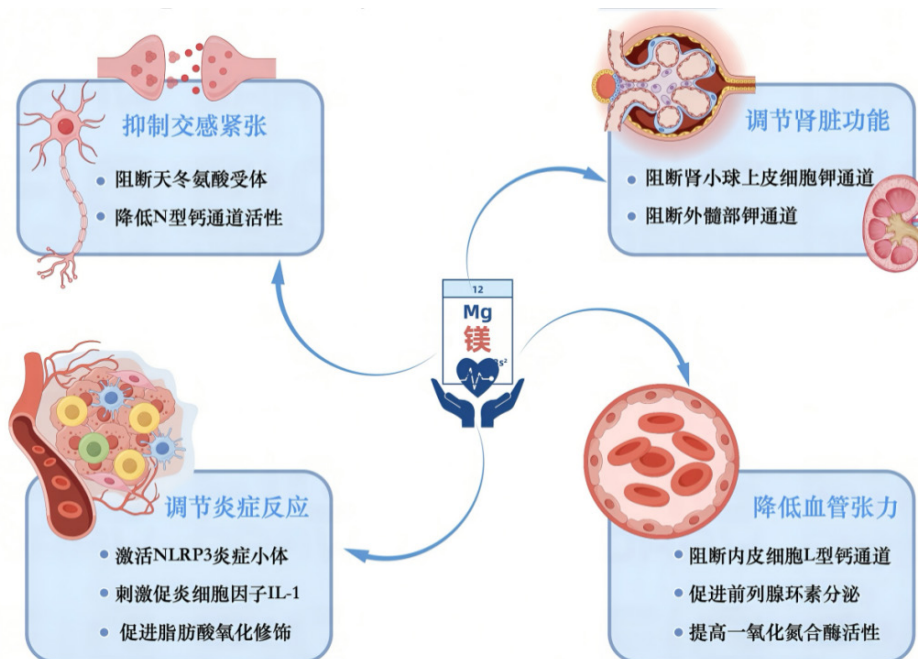 抑制交感紧张
阻断天冬氨酸受体
降低N型钙通道活性
调节肾脏功能
阻断肾小球上皮细胞钾通道
阻断外髓部钾通道
12
Mg
镁
3s²
调节炎症反应
激活NLRP3炎症小体
刺激促炎细胞因子IL-1
促进脂肪酸氧化修饰
降低血管张力
阻断内皮细胞L型钙通道
促进前列腺环素分泌
提高一氧化氮合酶活性